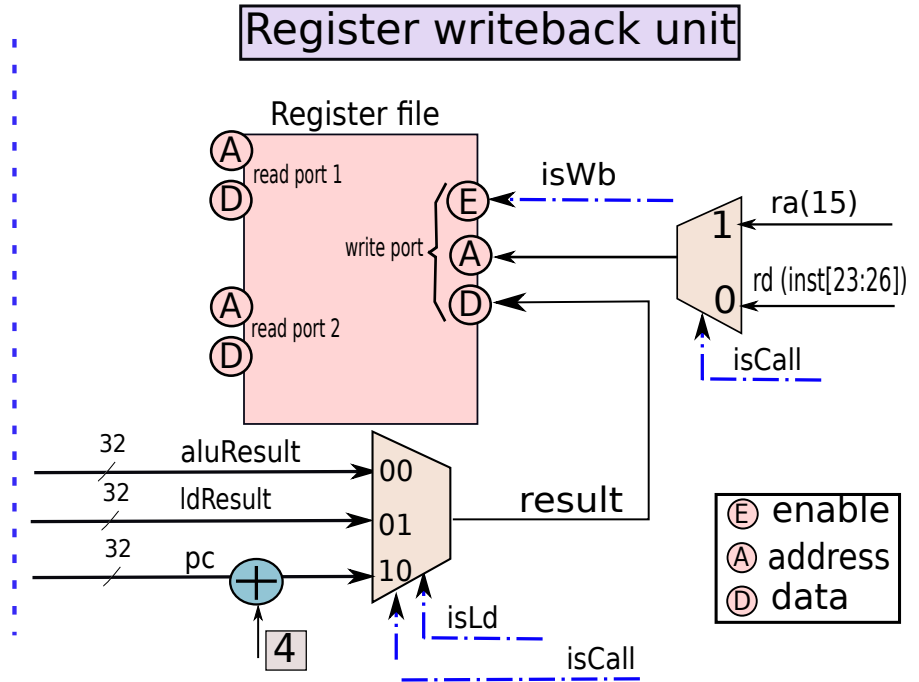 Register writeback unit
Register file
A
read port 1
D
isWb
E
write port
A
D
1
ra(15)
rd (inst[23:26])
0
A
read port 2
D
isCall
32
aluResult
00
32
ldResult
01
result
32
pc
10
4
isLd
isCall
E enable
A address
D data